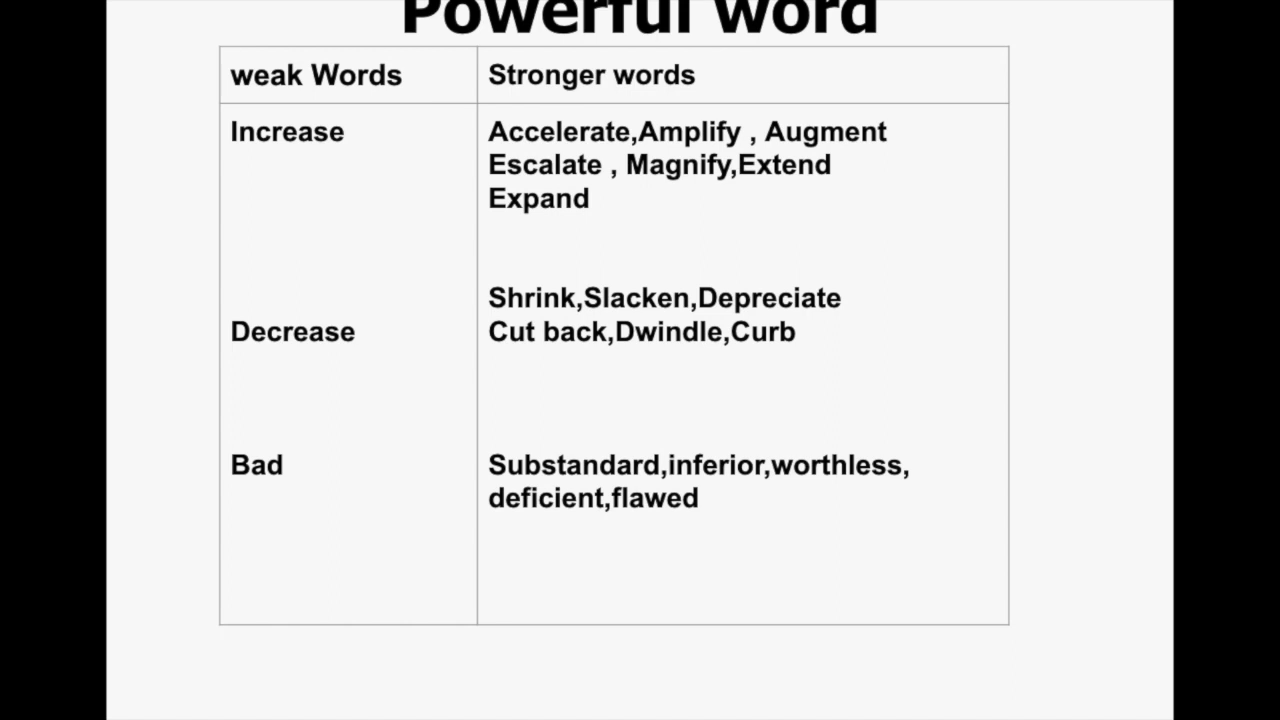 Powerful word
weak Words
Stronger words
Increase
Accelerate,Amplify , Augment
Escalate , Magnify,Extend
Expand
Shrink,Slacken,Depreciate
Decrease
Cut back,Dwindle,Curb
Bad
Substandard,inferior,worthless,
deficient,flawed